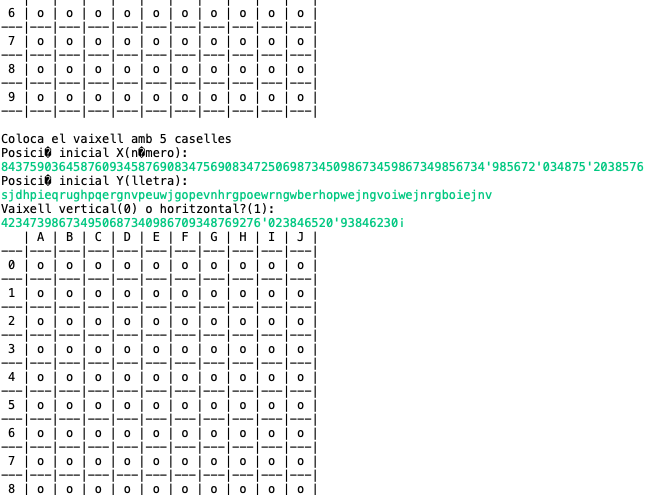 6 | o | o | o | o | o | o | o | o | o | o |
---|---|---|---|---|---|---|---|---|---|---|
7 | o | o | o | o | o | o | o | o | o | o |
---|---|---|---|---|---|---|---|---|---|---|
8 | o | o | o | o | o | o | o | o | o | o |
---|---|---|---|---|---|---|---|---|---|---|
9 | o | o | o | o | o | o | o | o | o | o |
---|---|---|---|---|---|---|---|---|---|---|
Coloca el vaixell amb 5 caselles
Posici� inicial X(n�mero):
84375903645876093458769083475690834725069873450986734598673498567​34'985672'034875'2038576
Posici� inicial Y(lletra):
sjdhpieqrughpqergnvpeuwjgopevnhrgpoewrngwberhopwejngvoiwejnrgboiejnv
Vaixell vertical(0) o horitzontal?(1):
4234739867349506873409867093487692​76'023846520'93846230¡
| A | B | C | D | E | F | G | H | I | J |
---|---|---|---|---|---|---|---|---|---|---|
0 | o | o | o | o | o | o | o | o | o | o |
---|---|---|---|---|---|---|---|---|---|---|
1 | o | o | o | o | o | o | o | o | o | o |
---|---|---|---|---|---|---|---|---|---|---|
2 | o | o | o | o | o | o | o | o | o | o |
---|---|---|---|---|---|---|---|---|---|---|
3 | o | o | o | o | o | o | o | o | o | o |
---|---|---|---|---|---|---|---|---|---|---|
4 | o | o | o | o | o | o | o | o | o | o |
---|---|---|---|---|---|---|---|---|---|---|
5 | o | o | o | o | o | o | o | o | o | o |
---|---|---|---|---|---|---|---|---|---|---|
6 | o | o | o | o | o | o | o | o | o | o |
---|---|---|---|---|---|---|---|---|---|---|
7 | o | o | o | o | o | o | o | o | o | o |
---|---|---|---|---|---|---|---|---|---|---|
8 | o | o | o | o | o | o | o | o | o | o |